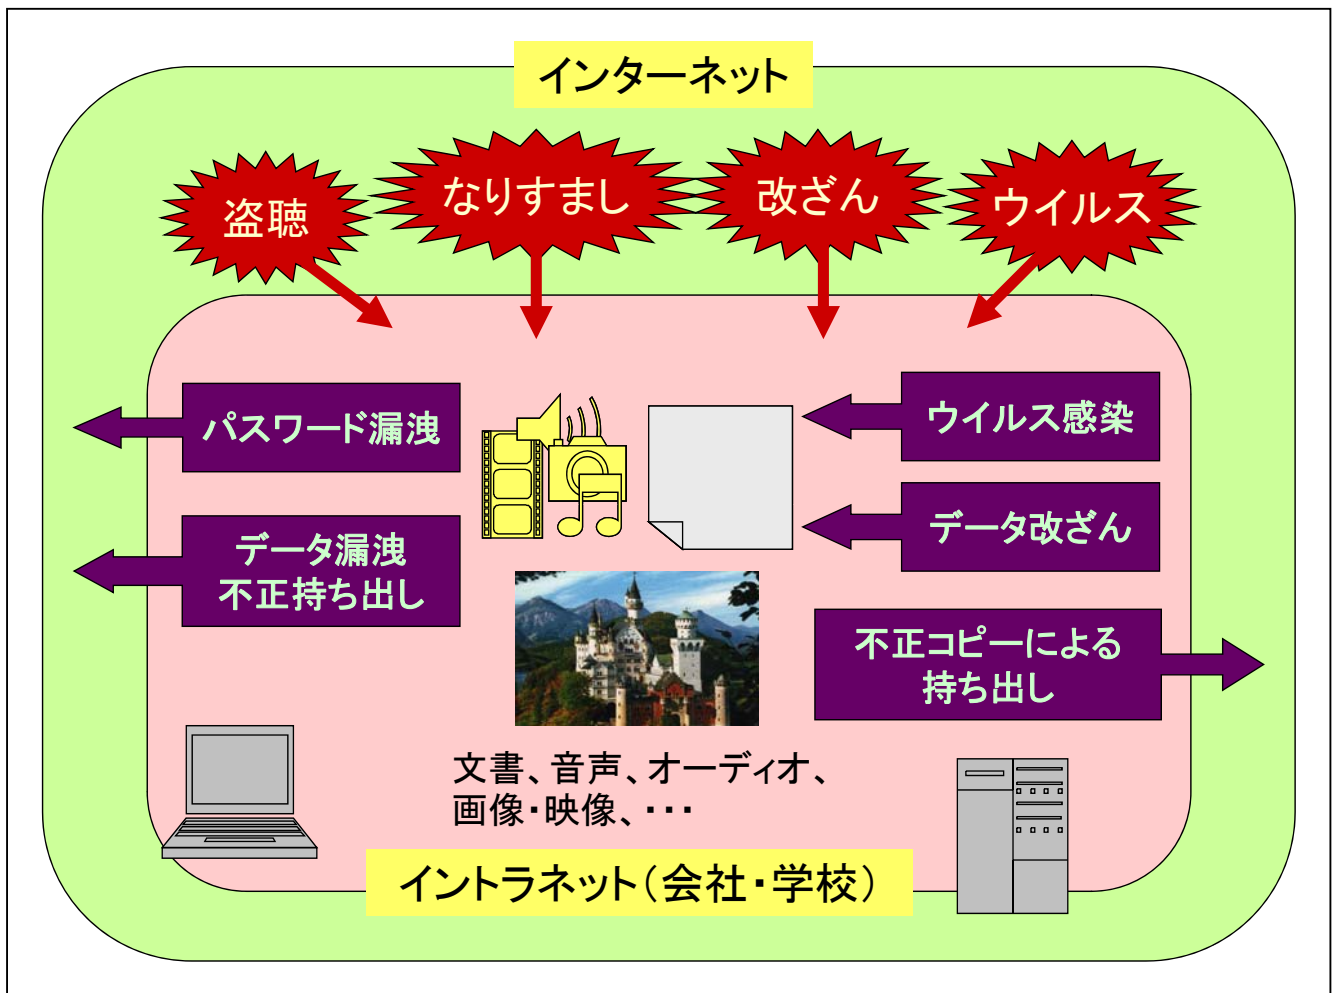 インターネット
盗聴
なりすまし
改ざん
ウイルス
パスワード漏洩
ウイルス感染
データ漏洩
不正持ち出し
データ改ざん
不正コピーによる
持ち出し
文書、音声、オーディオ、
画像・映像、・・・
イントラネット（会社・学校）